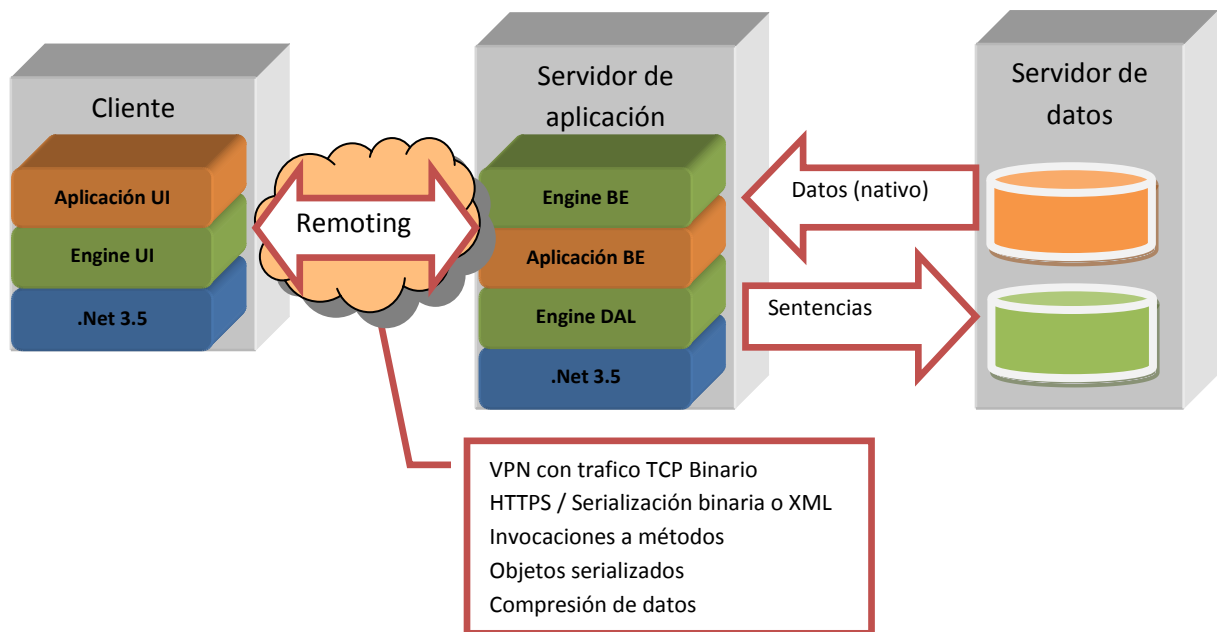 Cliente
Aplicación UI
Engine UI
.Net 3.5
Remoting
Servidor de
aplicación
Engine BE
Aplicación BE
Engine DAL
.Net 3.5
Datos (nativo)
Sentencias
Servidor de
datos
VPN con trafico TCP Binario
HTTPS / Serialización binaria o XML
Invocaciones a métodos
Objetos serializados
Compresión de datos